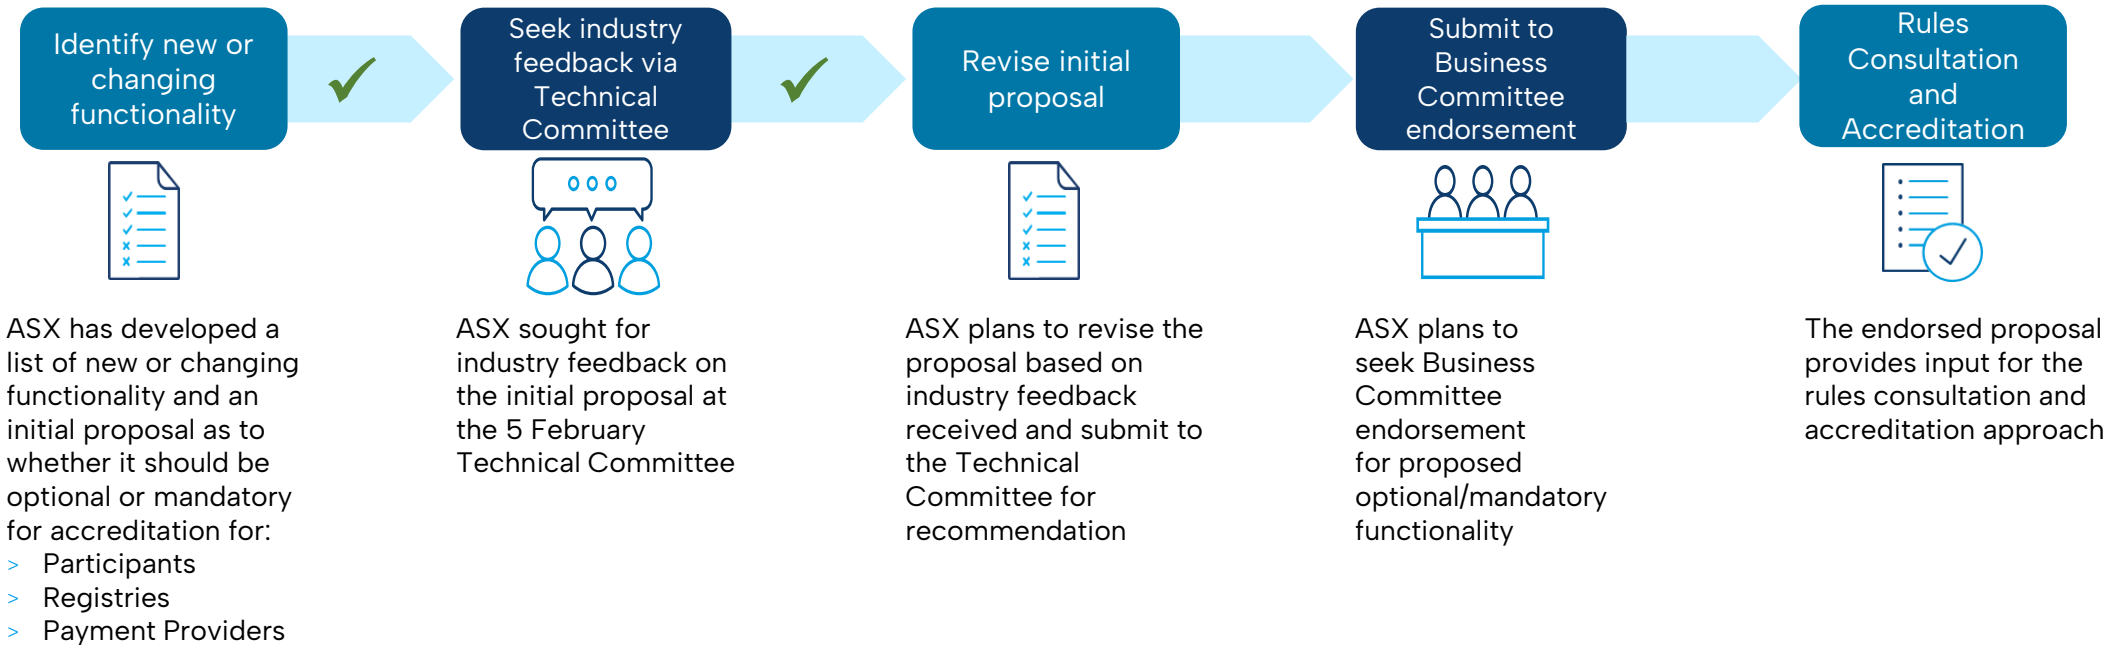 Identify new or
changing
functionality
Seek industry
feedback via
Technical
Committee
Revise initial
proposal
Submit to
Business
Committee
endorsement
Rules
Consultation
and
Accreditation
ASX has developed a
list of new or changing
functionality and an
initial proposal as to
whether it should be
optional or mandatory
for accreditation for:
> Participants
> Registries
> Payment Providers
ASX sought for
industry feedback on
the initial proposal at
the 5 February
Technical Committee
ASX plans to revise the
proposal based on
industry feedback
received and submit to
the Technical
Committee for
recommendation
ASX plans to
seek Business
Committee
endorsement
for proposed
optional/mandatory
functionality
The endorsed proposal
provides input for the
rules consultation and
accreditation approach